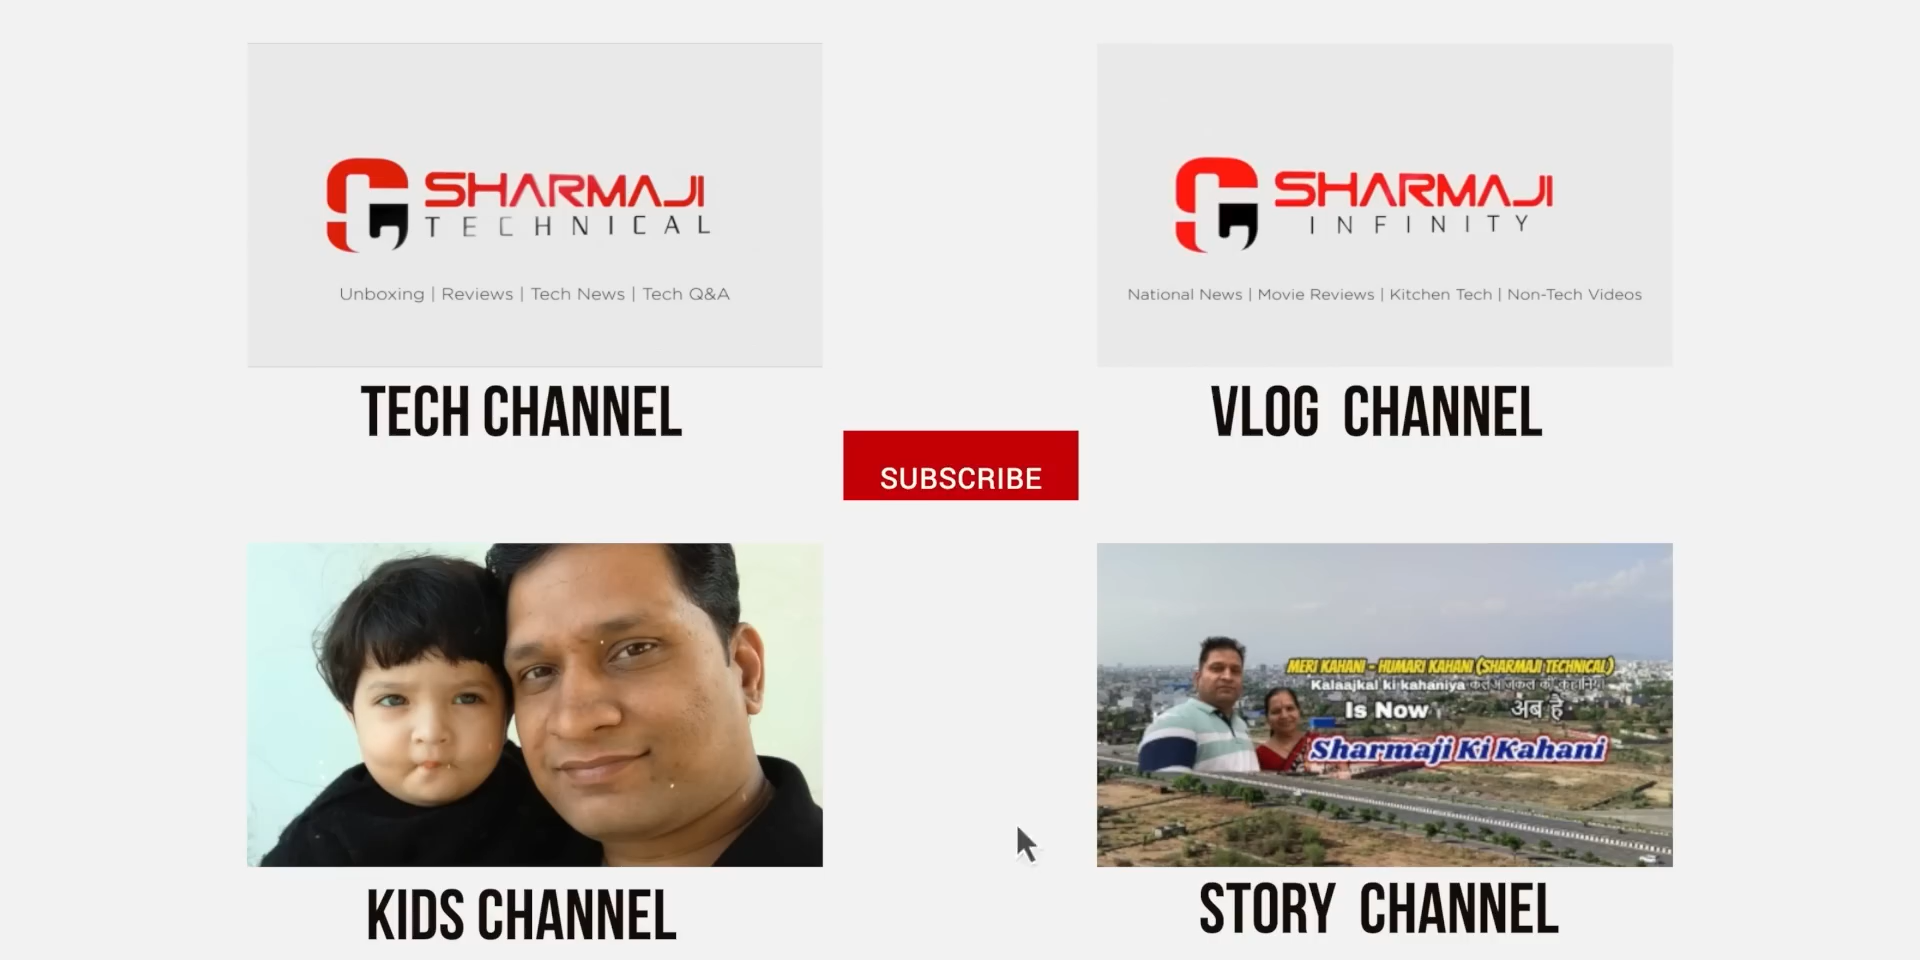 SHARMAJI
TECHNICAL
Unboxing | Reviews | Tech News | Tech Q&A
TECH CHANNEL
SHARMAJI
INFINITY
National News | Movie Reviews | Kitchen Tech | Non-Tech Videos
VLOG CHANNEL
SUBSCRIBE
KIDS CHANNEL
MERI KAHANI - HUMARI KAHANI (SHARMAJI TECHNICAL)
Kalaajkal ki kahaniya कलआजकल की कहानियां
Is Now अब है
Sharmaji Ki Kahani
STORY CHANNEL